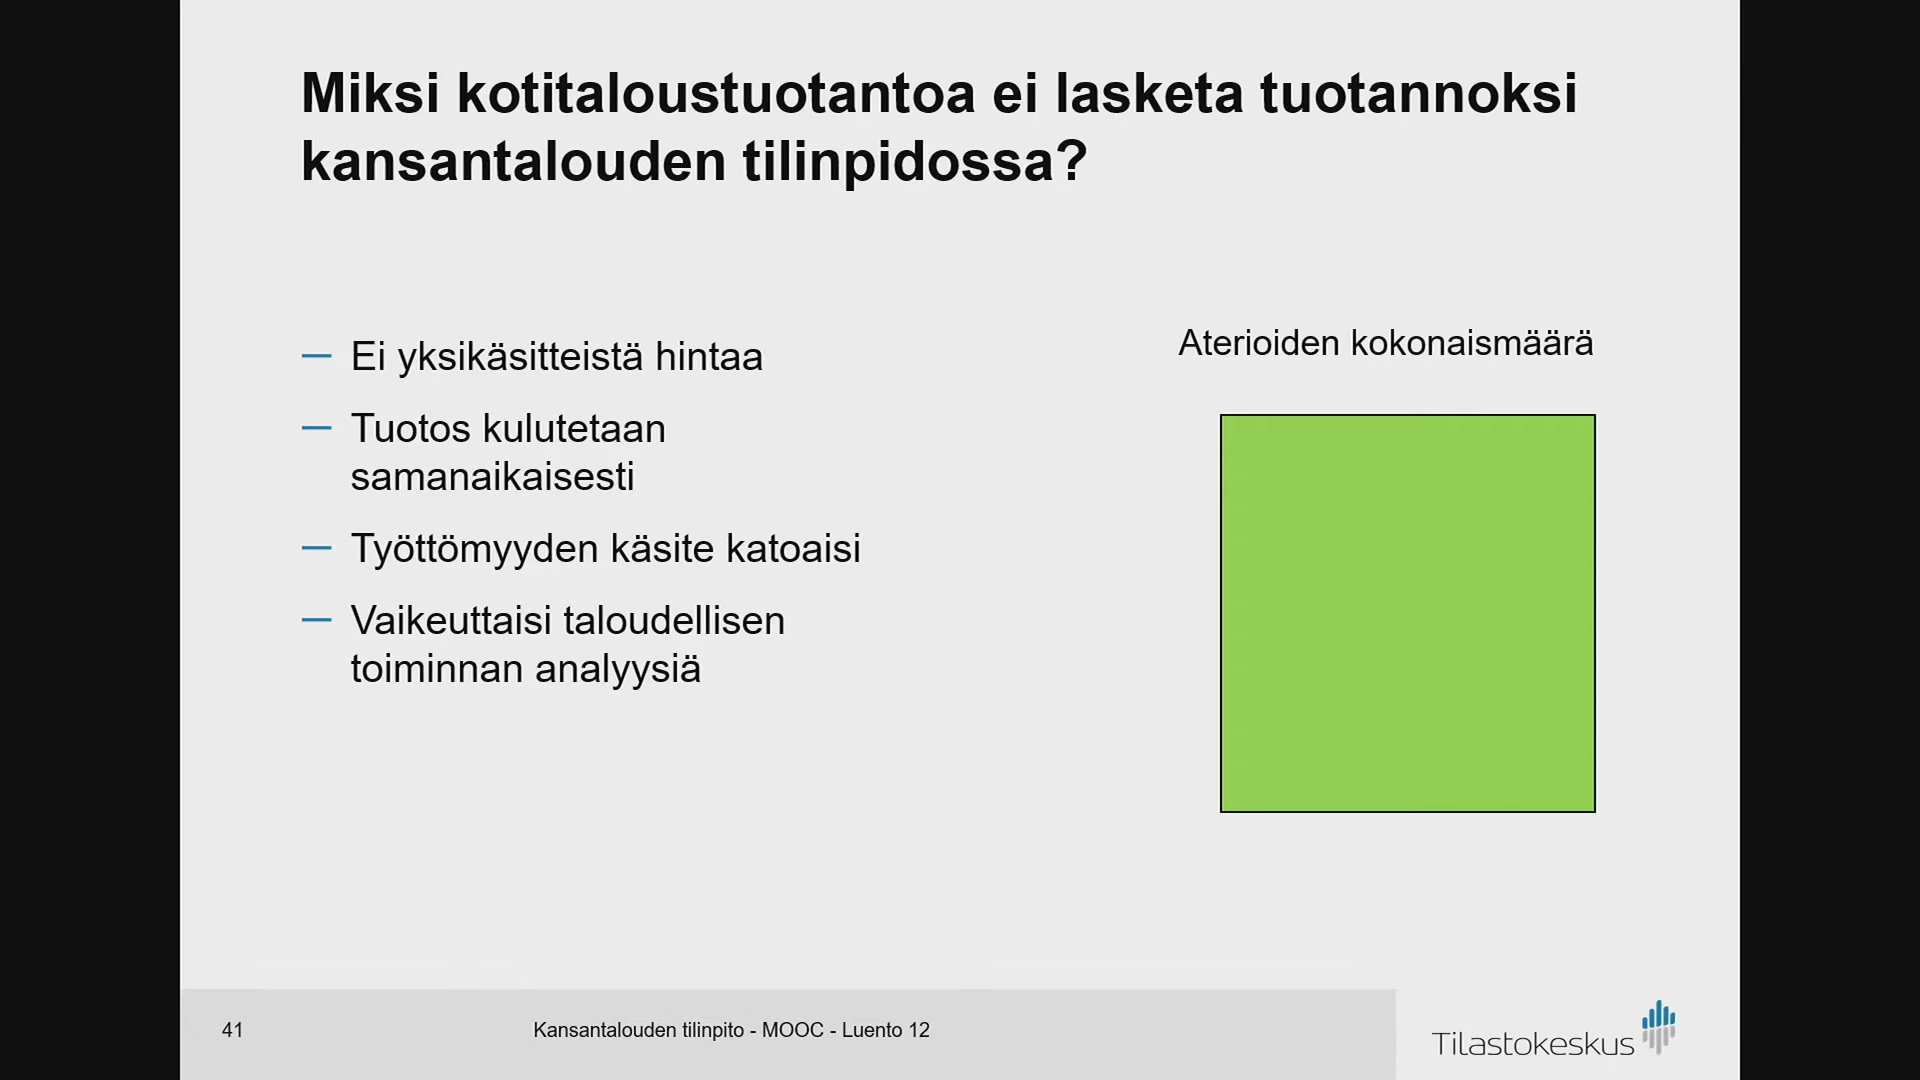 Miksi kotitaloustuotantoa ei lasketa tuotannoksi
kansantalouden tilinpidossa?
— Ei yksikäsitteistä hintaa
— Tuotos kulutetaan
samanaikaisesti
— Työttömyyden käsite katoaisi
— Vaikeuttaisi taloudellisen
toiminnan analyysiä
Aterioiden kokonaismäärä
41
Kansantalouden tilinpito - MOOC - Luento 12
Tilastokeskus